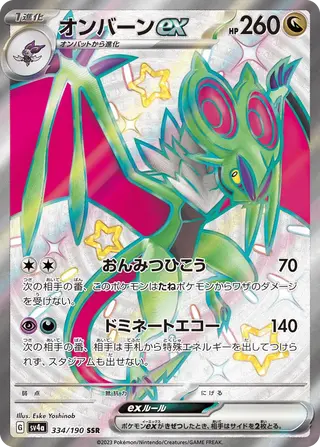 1進化
オンバーンex
HP260
オンバットから進化
おんみつひこう 70
次の相手の番、このポケモンはたねポケモンからワザのダメージ
を受けない。
ドミネートエコー 140
次の相手の番、相手は手札から特殊エネルギーを出してつけら
れず、スタジアムも出せない。
弱点 抵抗力 にげる
Illus. Eske Yoshinob
G sv4a 334/190 SSR
exルール
ポケモンexがきぜつしたとき、相手はサイドを2枚とる。
©2023 Pokémon/Nintendo/Creatures/GAME FREAK.